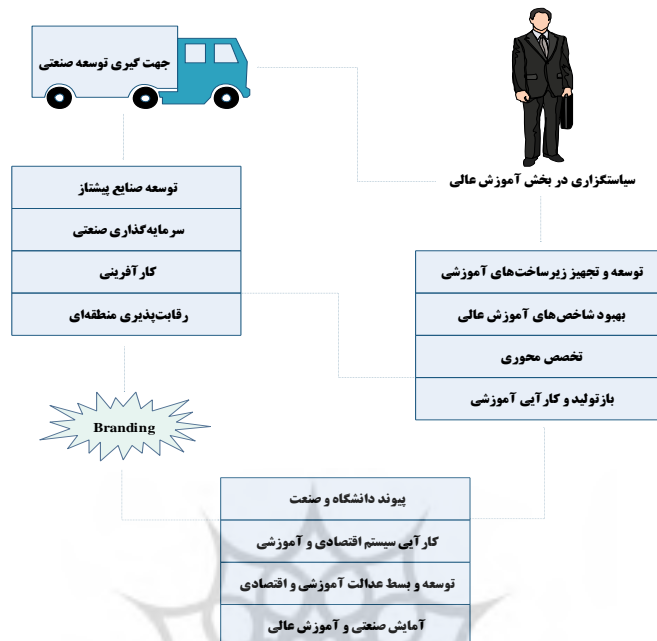 جهت گیری توسعه صنعتی
سیاستگزاری در بخش آموزش عالی
توسعه صنایع پیشتاز
سرمایه‌گذاری صنعتی
کارآفرینی
رقابت‌پذیری منطقه‌ای
توسعه و تجهیز زیرساخت‌های آموزشی
بهبود شاخص‌های آموزش عالی
تخصص محوری
بازتولید و کارآیی آموزشی
Branding
پیوند دانشگاه و صنعت
کارآیی سیستم اقتصادی و آموزشی
توسعه و بسط عدالت آموزشی و اقتصادی
آمایش صنعتی و آموزش عالی